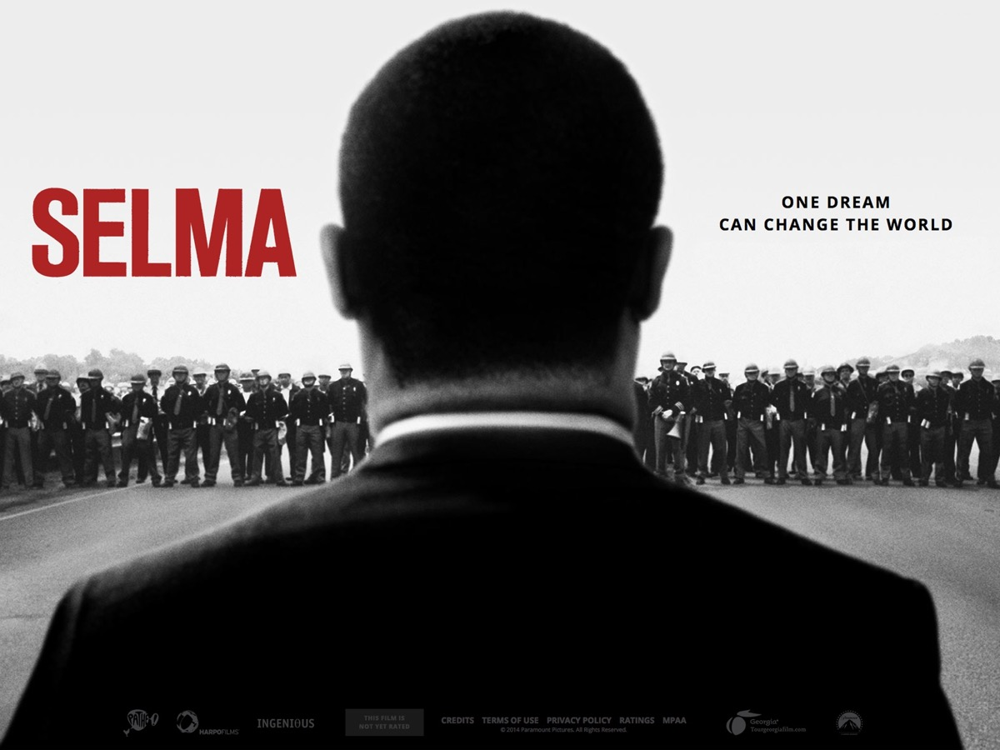 SELMA
ONE DREAM
CAN CHANGE THE WORLD
PATHÉ!
HARPOFILMS
INGENIOUS
THIS FILM IS
NOT YET RATED
CREDITS TERMS OF USE PRIVACY POLICY RATINGS MPAA
© 2014 Paramount Pictures. All Rights Reserved.
Georgia
Tourgeorgiafilm.com